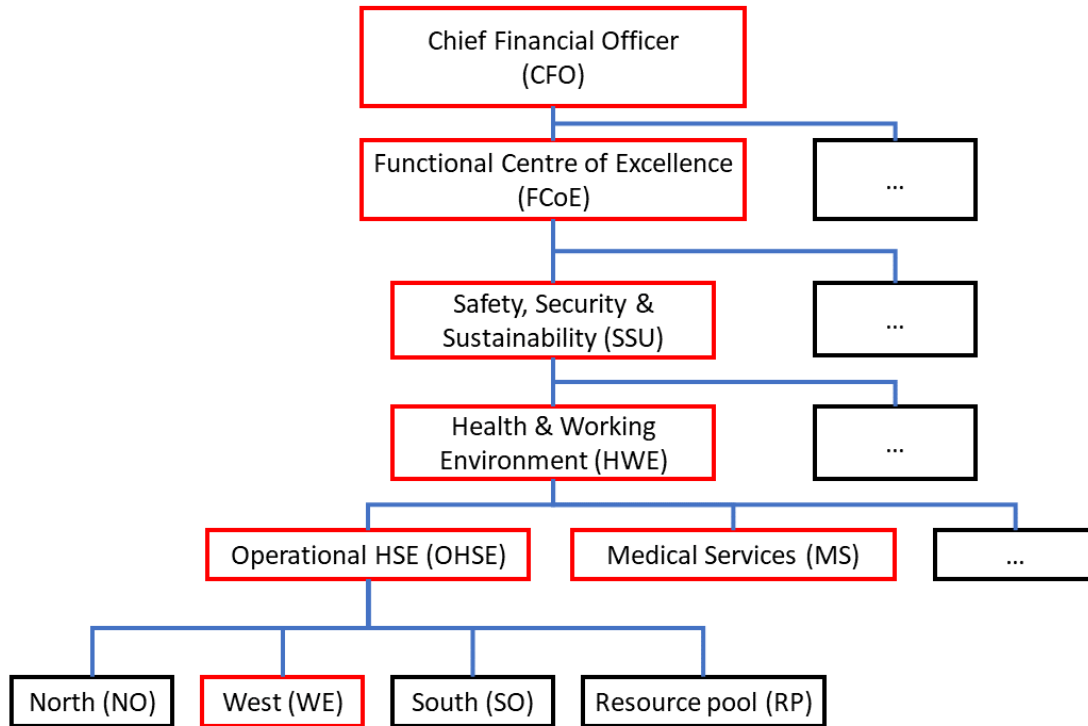 Chief Financial Officer
(CFO)
Functional Centre of Excellence
(FCoE)
...
Safety, Security &
Sustainability (SSU)
...
Health & Working
Environment (HWE)
...
Operational HSE (OHSE)
Medical Services (MS)
...
North (NO)
West (WE)
South (SO)
Resource pool (RP)